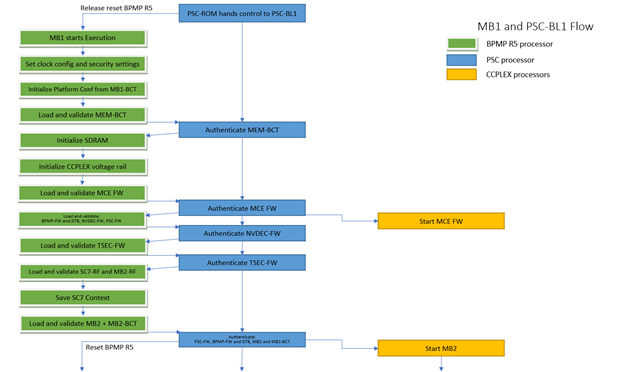 Release reset BPMP R5
PSC-ROM hands control to PSC-BL1
MB1 and PSC-BL1 Flow
BPMP R5 processor
PSC processor
CCPLEX processors
MB1 starts Execution
Set clock config and security settings
Initialize Platform Conf from MB1-BCT
Load and validate MEM-BCT
Authenticate MEM-BCT
Initialize SDRAM
Initialize CCPLEX voltage rail
Load and validate MCE FW
Authenticate MCE FW
Load and validate:
BPMP-FW and DTB, NVDEC-FW, PSC-FW
Start MCE FW
Authenticate NVDEC-FW
Load and validate TSEC-FW
Authenticate TSEC-FW
Load and validate SC7-RF and MB2-RF
Save SC7 Context
Load and validate MB2 + MB2-BCT
Authenticate:
PSC-FW, BPMP-FW and DTB, MB2 and MB2-BCT
Reset BPMP R5
Start MB2